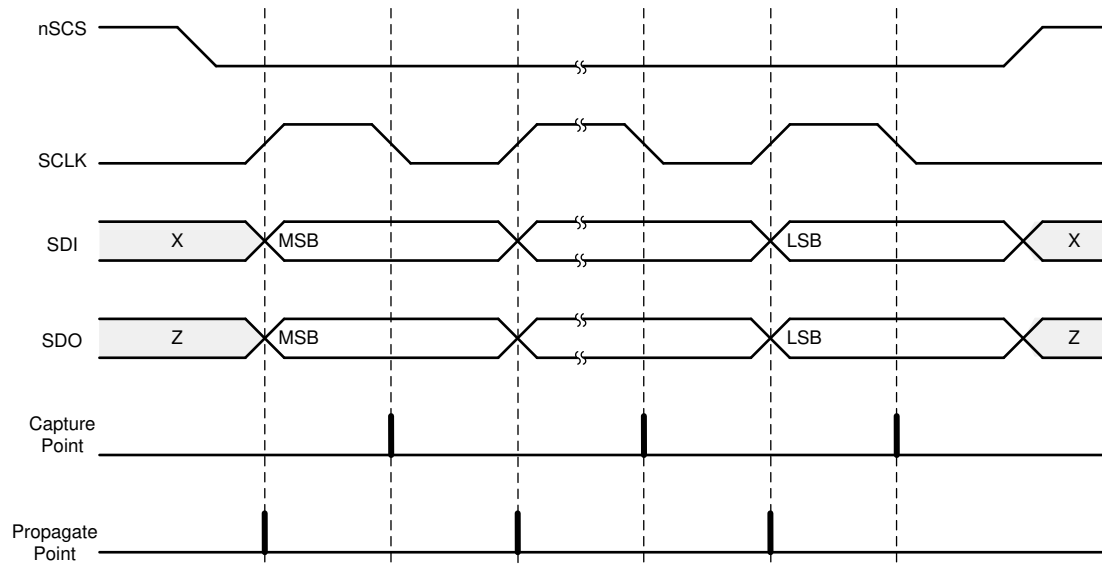 nSCS
SCLK
SDI
X
MSB
LSB
X
SDO
Z
MSB
LSB
Z
Capture
Point
Propagate
Point